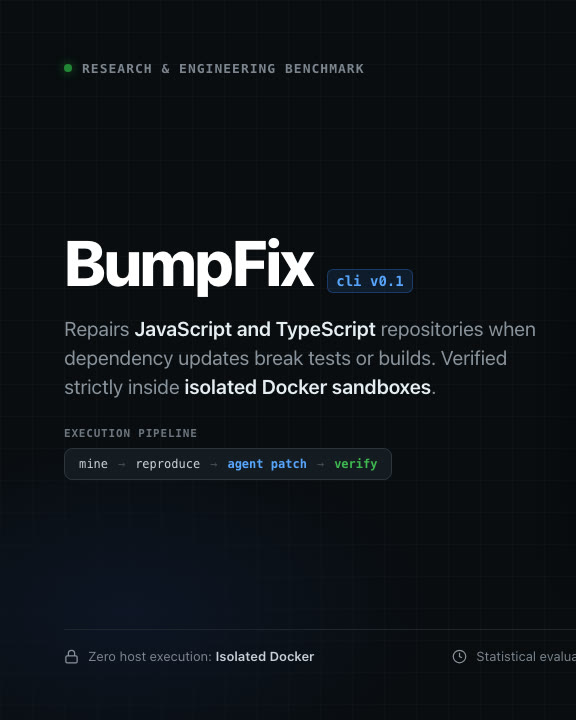 RESEARCH & ENGINEERING BENCHMARK
BumpFix cli v0.1
Repairs JavaScript and TypeScript repositories when
dependency updates break tests or builds. Verified
strictly inside isolated Docker sandboxes.
EXECUTION PIPELINE
mine → reproduce → agent patch → verify
Zero host execution: Isolated Docker
Statistical